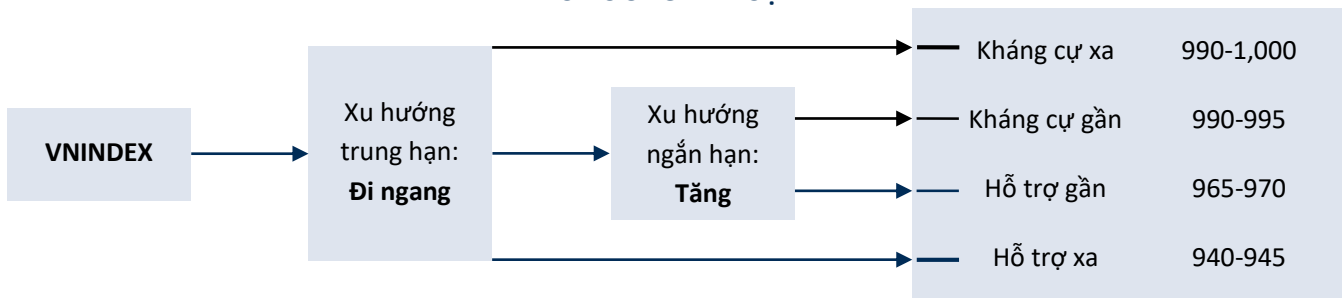 VNINDEX
Xu hướng
trung hạn:
Đi ngang
Xu hướng
ngắn hạn:
Tăng
Kháng cự xa 990-1,000
Kháng cự gần 990-995
Hỗ trợ gần 965-970
Hỗ trợ xa 940-945